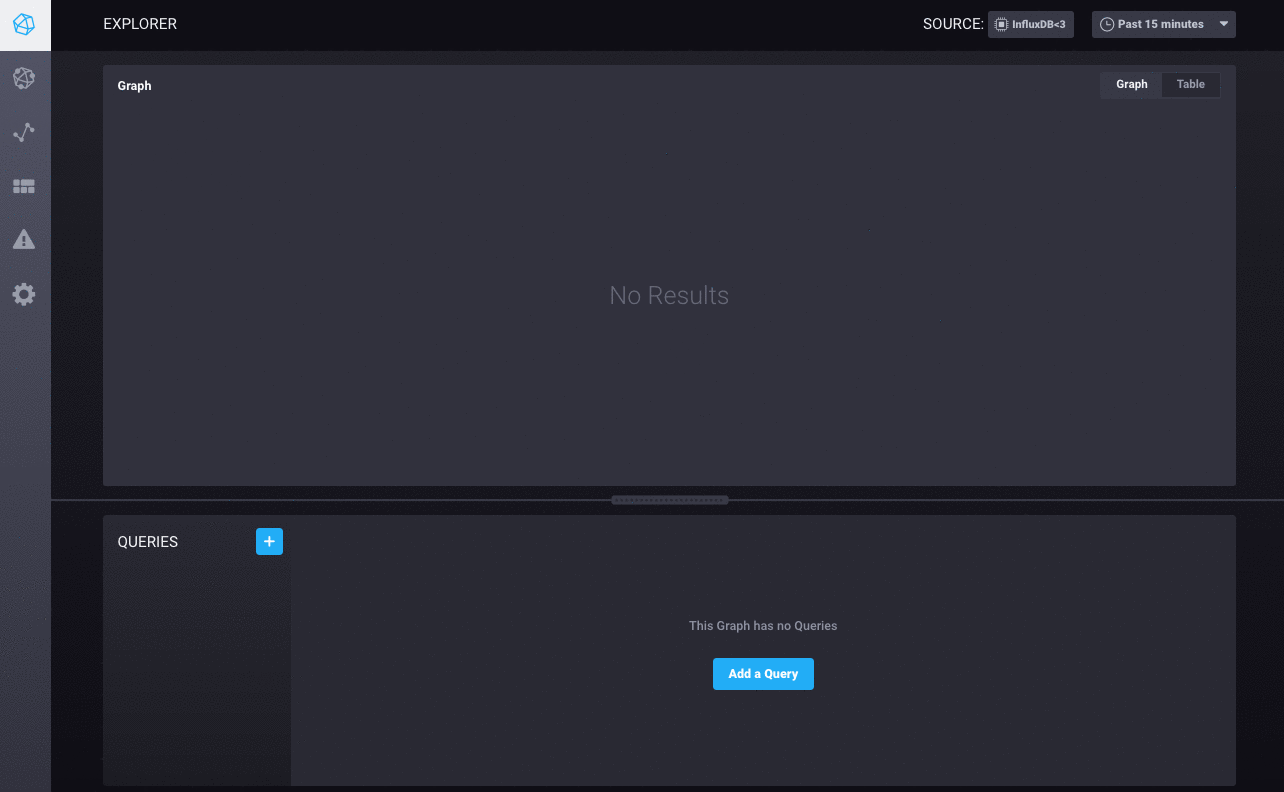 EXPLORER
SOURCE: InfluxDB<3 Past 15 minutes
Graph
Graph Table
No Results
QUERIES +
This Graph has no Queries
Add a Query